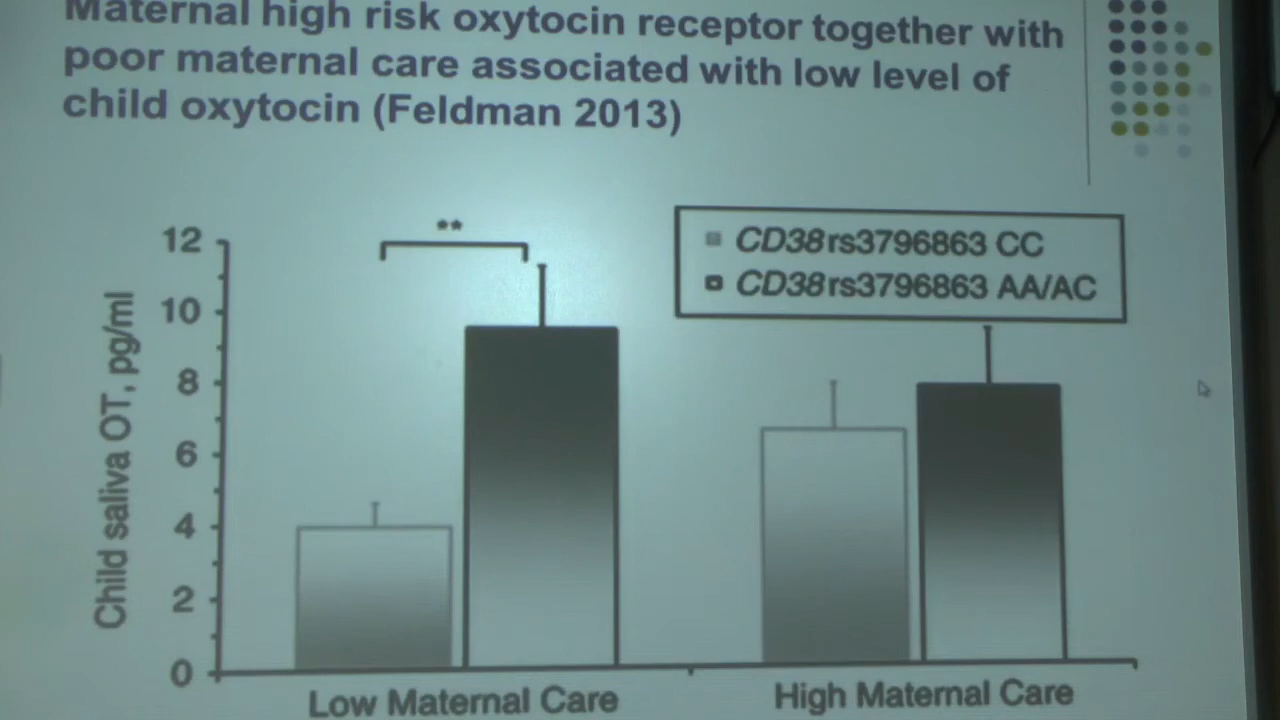 Maternal high risk oxytocin receptor together with
poor maternal care associated with low level of
child oxytocin (Feldman 2013)
**
CD38 rs3796863 CC
CD38 rs3796863 AA/AC
Child saliva OT, pg/ml
12
10
8
6
4
2
0
Low Maternal Care
High Maternal Care